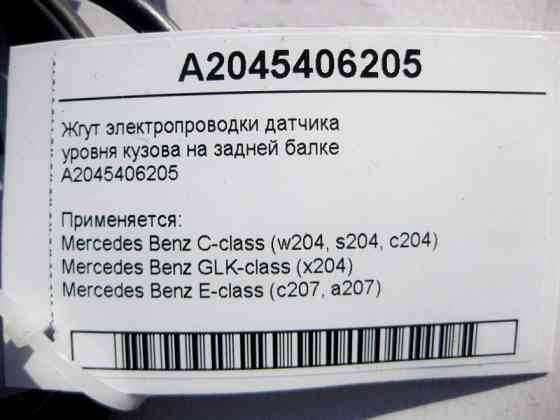 A2045406205
Жгут электропроводки датчика
уровня кузова на задней балке
A2045406205
Применяется:
Mercedes Benz C-class (w204, s204, c204)
Mercedes Benz GLK-class (x204)
Mercedes Benz E-class (c207, a207)